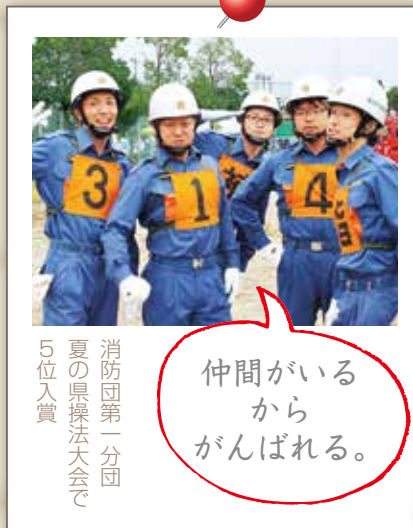 3
1
4
仲間がいる
から
がんばれる。
消防団第一分団
夏の県操法大会で
5位入賞